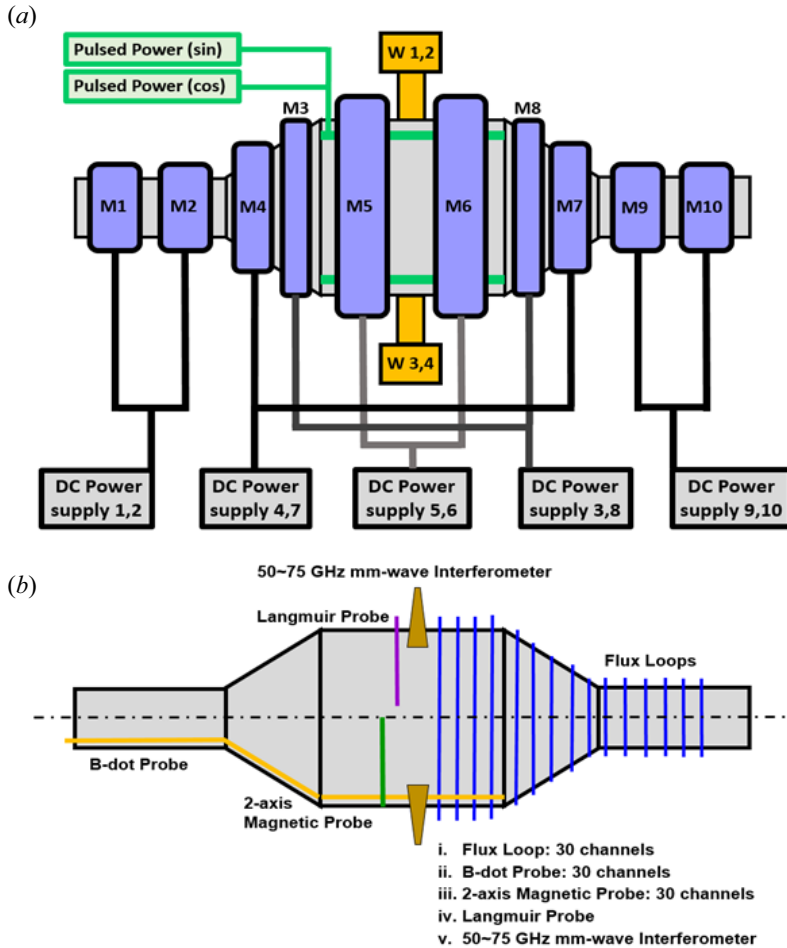 (a)
Pulsed Power (sin)
Pulsed Power (cos)
W 1,2
M3
M8
M1
M2
M4
M5
M6
M7
M9
M10
W 3,4
DC Power
supply 1,2
DC Power
supply 4,7
DC Power
supply 5,6
DC Power
supply 3,8
DC Power
supply 9,10
(b)
50~75 GHz mm-wave Interferometer
Langmuir Probe
Flux Loops
B-dot Probe
2-axis
Magnetic Probe
i. Flux Loop: 30 channels
ii. B-dot Probe: 30 channels
iii. 2-axis Magnetic Probe: 30 channels
iv. Langmuir Probe
v. 50~75 GHz mm-wave Interferometer